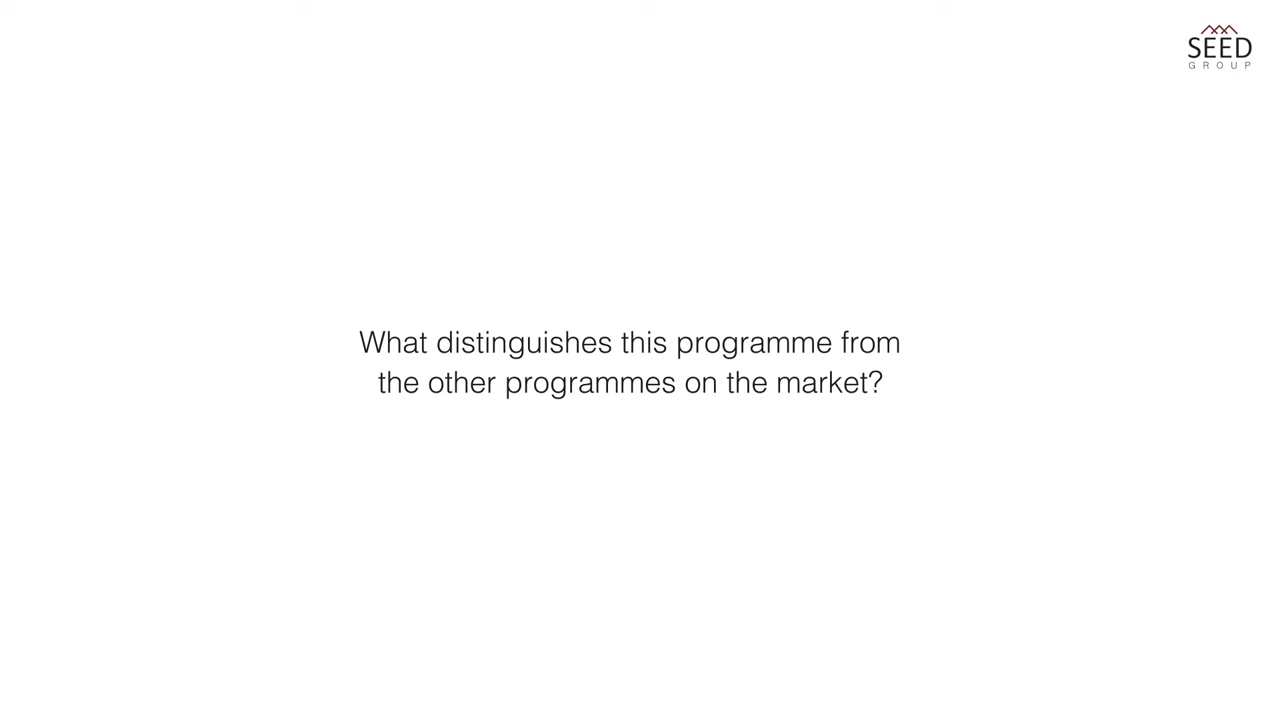 SEED
GROUP
What distinguishes this programme from
the other programmes on the market?